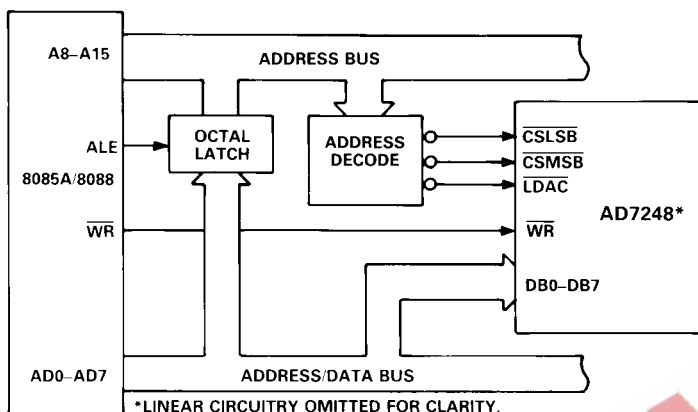 A8–A15
ADDRESS BUS
ALE
8085A/8088
OCTAL
LATCH
ADDRESS
DECODE
CSLSB
CSMSB
LDAC
AD7248*
WR
WR
DB0–DB7
AD0–AD7
ADDRESS/DATA BUS
*LINEAR CIRCUITRY OMITTED FOR CLARITY.